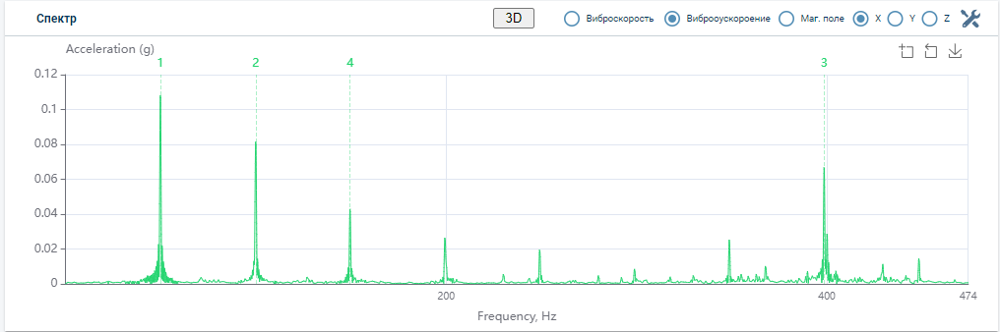 Спектр
3D
Виброскорость
Виброускорение
Маг. поле
X
Y
Z
Acceleration (g)
1
2
4
3
0.12
0.1
0.08
0.06
0.04
0.02
0
200
400
474
Frequency, Hz